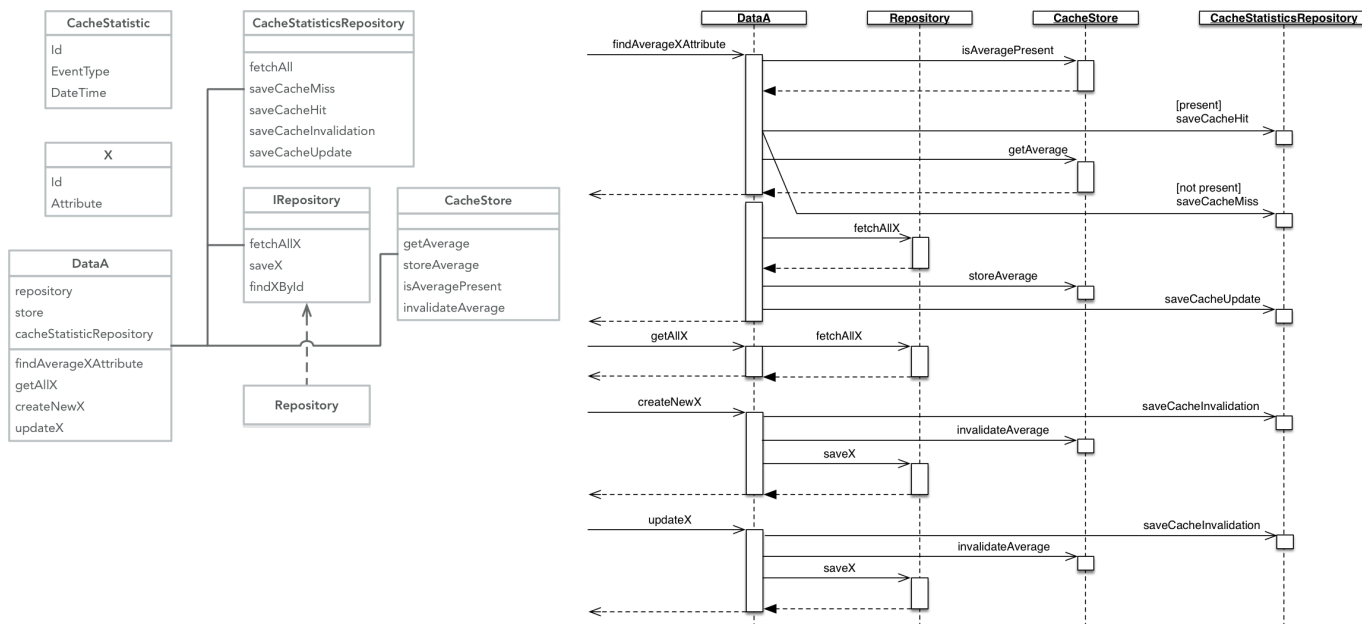 CacheStatistic
Id
EventType
DateTime
X
Id
Attribute
DataA
repository
store
cacheStatisticRepository
findAverageXAttribute
getAllX
createNewX
updateX
CacheStatisticsRepository
fetchAll
saveCacheMiss
saveCacheHit
saveCacheInvalidation
saveCacheUpdate
IRepository
fetchAllX
saveX
findXById
Repository
CacheStore
getAverage
storeAverage
isAveragePresent
invalidateAverage
DataA
Repository
CacheStore
CacheStatisticsRepository
findAverageXAttribute
isAveragePresent
[present]
saveCacheHit
getAverage
[not present]
saveCacheMiss
fetchAllX
storeAverage
saveCacheUpdate
getAllX
fetchAllX
createNewX
saveCacheInvalidation
invalidateAverage
saveX
updateX
saveCacheInvalidation
invalidateAverage
saveX